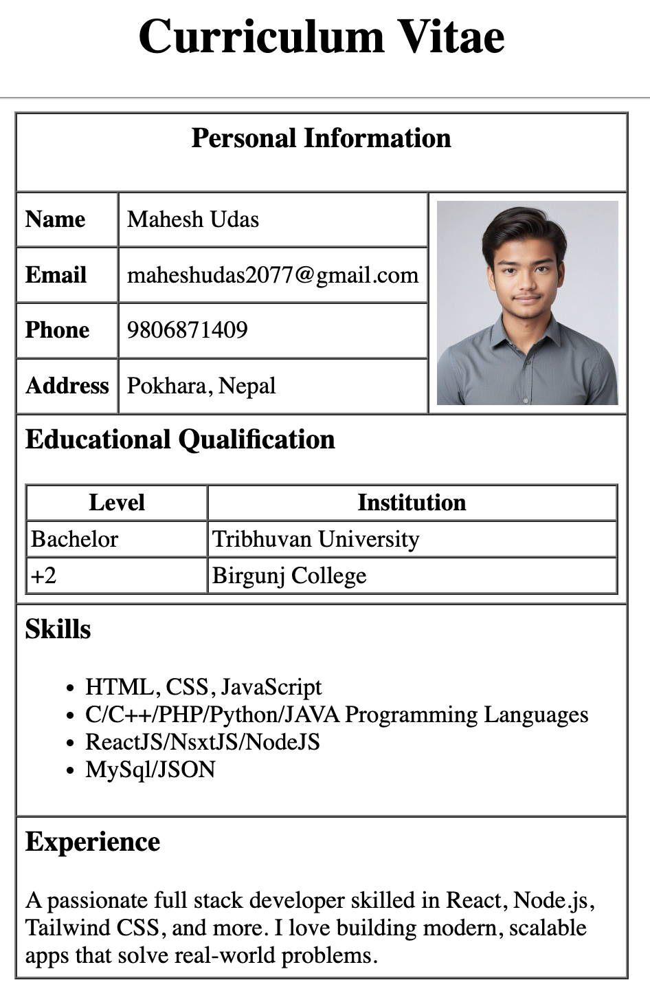 Curriculum Vitae
Personal Information
Name Mahesh Udas
Email maheshudas2077@gmail.com
Phone 9806871409
Address Pokhara, Nepal
Educational Qualification
Level Institution
Bachelor Tribhuvan University
+2 Birgunj College
Skills
• HTML, CSS, JavaScript
• C/C++/PHP/Python/JAVA Programming Languages
• ReactJS/NsxtJS/NodeJS
• MySql/JSON
Experience
A passionate full stack developer skilled in React, Node.js,
Tailwind CSS, and more. I love building modern, scalable
apps that solve real-world problems.